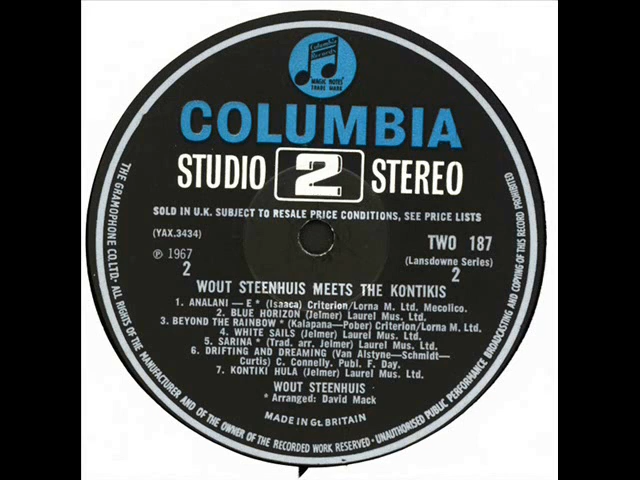 Columbia
Records
MAGIC NOTES
TRADE MARK
COLUMBIA
STUDIO 2 STEREO
SOLD IN U.K. SUBJECT TO RESALE PRICE CONDITIONS, SEE PRICE LISTS
(YAX.3434)
TWO 187
℗ 1967
(Lansdowne Series)
2
2
WOUT STEENHUIS MEETS THE KONTIKIS
1. ANALANI — E * (Isaaca) Criterion/Lorna M. Ltd. Mecolico.
2. BLUE HORIZON (Jelmer) Laurel Mus. Ltd.
3. BEYOND THE RAINBOW * (Kalapana—Pober) Criterion/Lorna M. Ltd.
4. WHITE SAILS (Jelmer) Laurel Mus. Ltd.
5. SARINA * (Trad. arr. Jelmer) Laurel Mus. Ltd.
6. DRIFTING AND DREAMING (Van Alstyne—Schmidt—
Curtis) C. Connelly. Publ. F. Day.
7. KONTIKI HULA (Jelmer) Laurel Mus. Ltd.
WOUT STEENHUIS
* Arranged: David Mack
MADE IN Gt. BRITAIN
THE GRAMOPHONE CO. LTD. · ALL RIGHTS OF THE MANUFACTURER AND OF THE OWNER OF THE RECORDED WORK RESERVED · UNAUTHORISED PUBLIC PERFORMANCE BROADCASTING AND COPYING OF THIS RECORD PROHIBITED